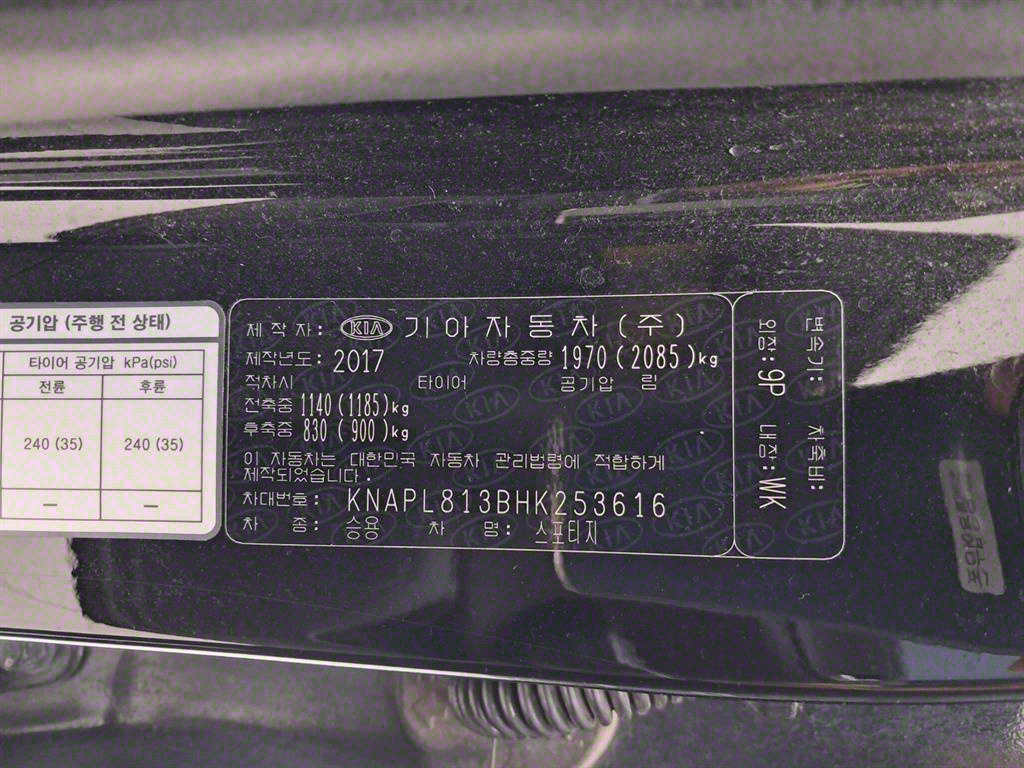 공기압 (주행 전 상태)
타이어 공기압 kPa(psi)
전륜 후륜
240 (35) 240 (35)
— —
제 작 자: KIA 기아자동차(주)
제작년도: 2017 차량총중량 1970 (2085)kg
적차시 타이어 공기압 림
전축중 1140(1185)kg
후축중 830 ( 900)kg
이 자동차는 대한민국 자동차 관리법령에 적합하게
제작되었습니다.
차대번호: KNAPL813BHK253616
차 종: 승용 차 명: 스포티지
변속기: 차축비:
외장:9P 내장:WK